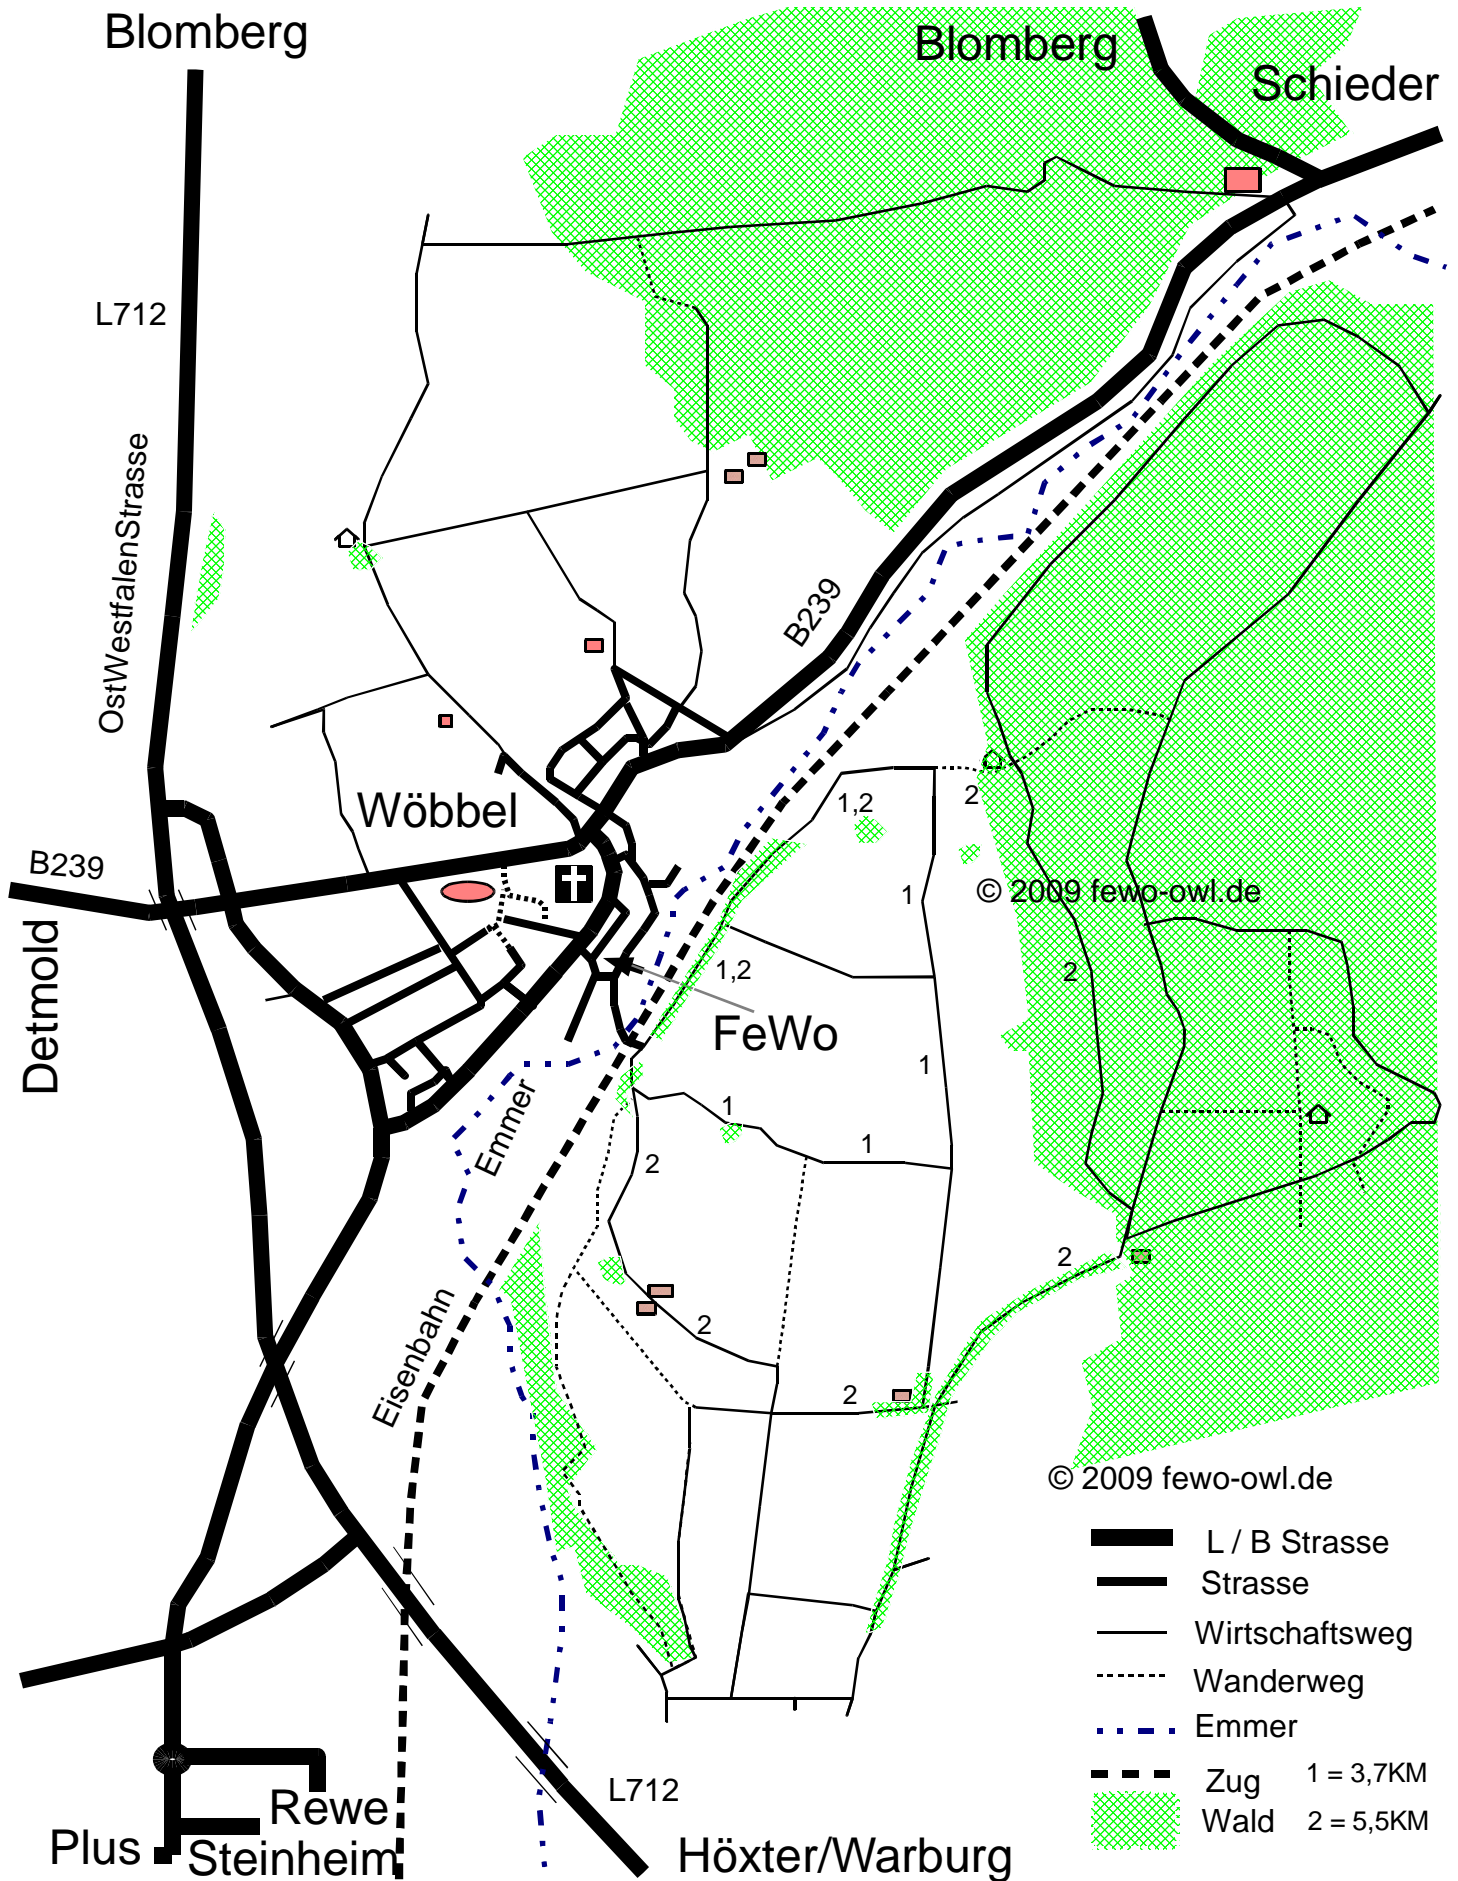 Blomberg
Blomberg
Schieder
L712
OstWestfalenStrasse
B239
Wöbbel
1,2
2
B239
1
© 2009 fewo-owl.de
Detmold
1,2
2
FeWo
1
Emmer
1
1
2
2
Eisenbahn
2
2
© 2009 fewo-owl.de
L / B Strasse
Strasse
Wirtschaftsweg
Wanderweg
Emmer
Zug 1 = 3,7KM
Wald 2 = 5,5KM
L712
Rewe
Plus
Steinheim
Höxter/Warburg